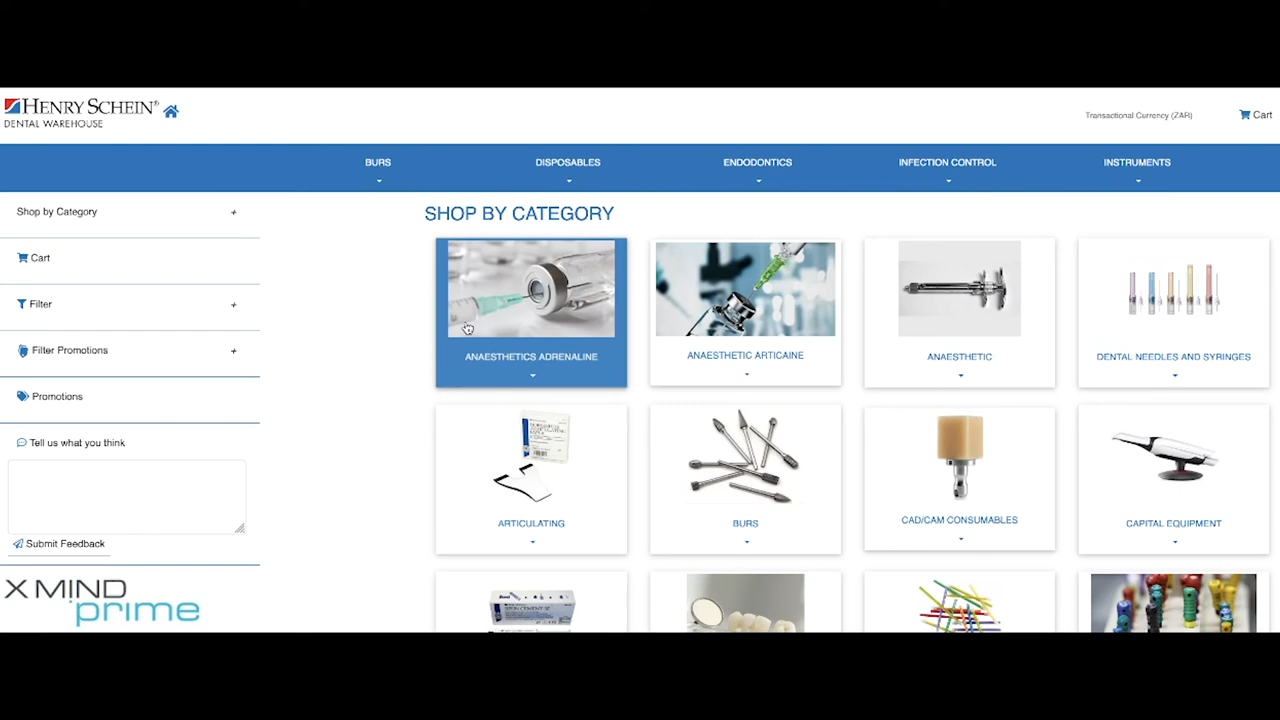 HENRY SCHEIN®
DENTAL WAREHOUSE
Transactional Currency (ZAR)
Cart
BURS
DISPOSABLES
ENDODONTICS
INFECTION CONTROL
INSTRUMENTS
Shop by Category +
Cart
Filter +
Filter Promotions +
Promotions
Tell us what you think
Submit Feedback
X MIND
prime
SHOP BY CATEGORY
ANAESTHETICS ADRENALINE
ANAESTHETIC ARTICAINE
ANAESTHETIC
DENTAL NEEDLES AND SYRINGES
ARTICULATING
BURS
CAD/CAM CONSUMABLES
CAPITAL EQUIPMENT